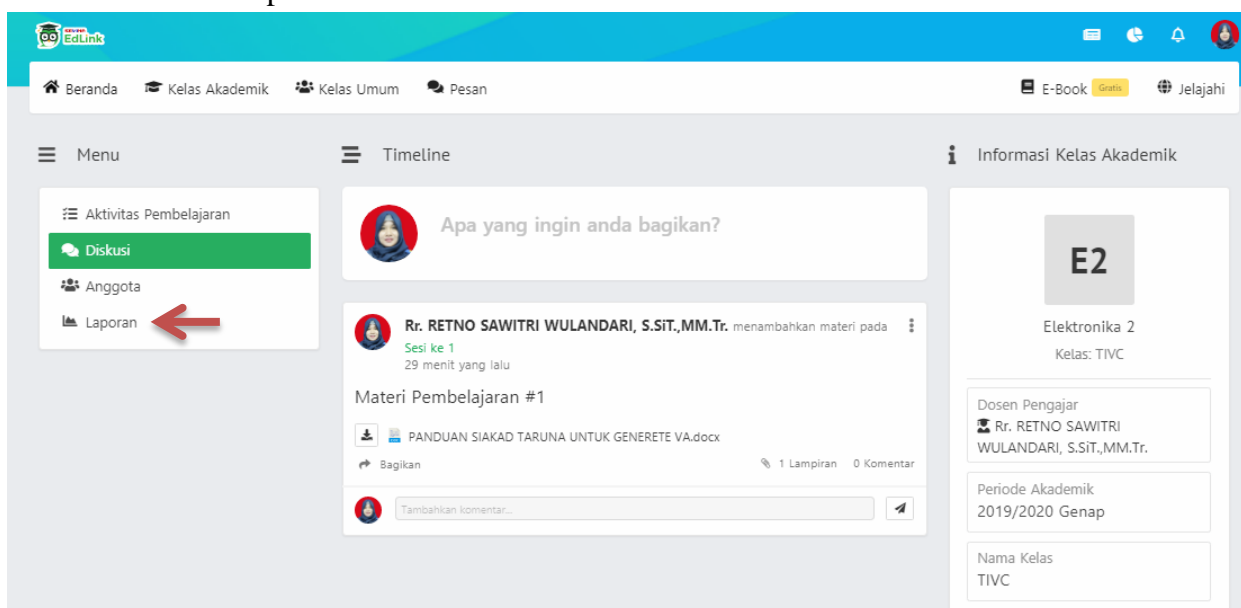 EdLink
Beranda
Kelas Akademik
Kelas Umum
Pesan
E-Book
Gratis
Jelajahi
Menu
Timeline
Informasi Kelas Akademik
Aktivitas Pembelajaran
Diskusi
Anggota
Laporan
Apa yang ingin anda bagikan?
Rr. RETNO SAWITRI WULANDARI, S.SiT.,MM.Tr. menambahkan materi pada
Sesi ke 1
29 menit yang lalu
Materi Pembelajaran #1
PANDUAN SIAKAD TARUNA UNTUK GENERETE VA.docx
Bagikan
1 Lampiran 0 Komentar
Tambahkan komentar...
E2
Elektronika 2
Kelas: TIVC
Dosen Pengajar
Rr. RETNO SAWITRI
WULANDARI, S.SiT.,MM.Tr.
Periode Akademik
2019/2020 Genap
Nama Kelas
TIVC